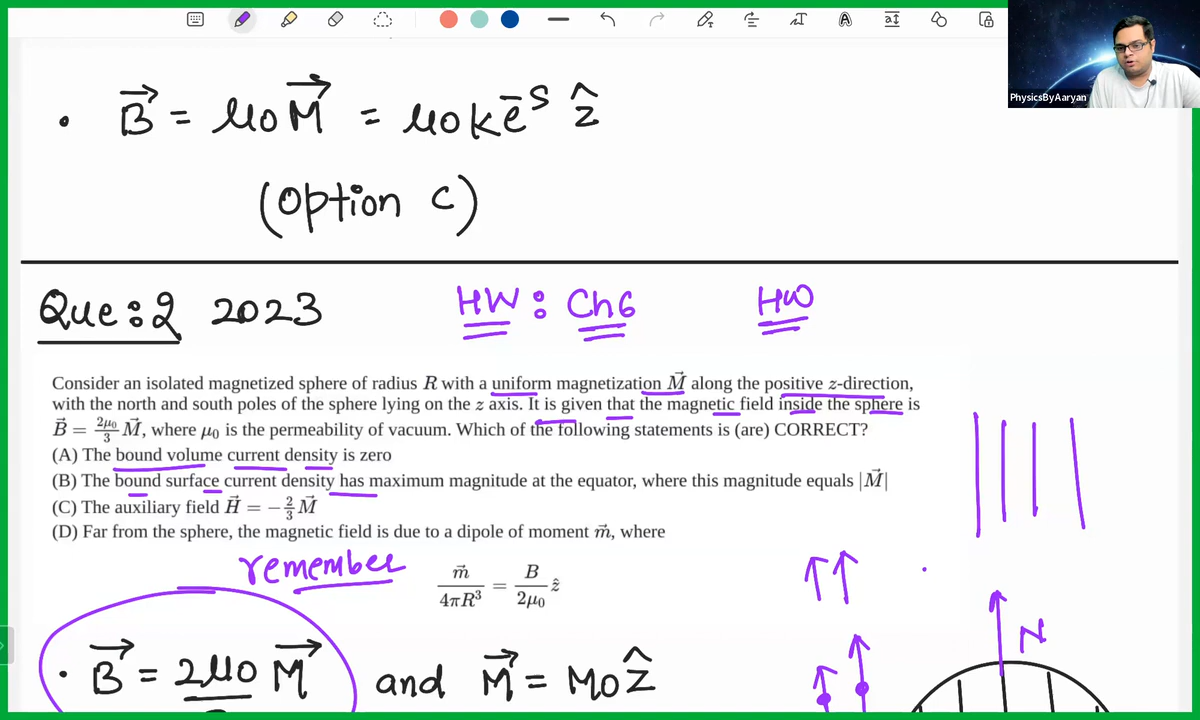 PhysicsByAaryan
• B⃗ = μ₀M⃗ = μ₀ke⁻ˢ ẑ
(option c)
Que:2 2023 HW: Ch6 HW
Consider an isolated magnetized sphere of radius R with a uniform magnetization M⃗ along the positive z-direction,
with the north and south poles of the sphere lying on the z axis. It is given that the magnetic field inside the sphere is
B⃗ = 2μ₀/3 M⃗, where μ₀ is the permeability of vacuum. Which of the following statements is (are) CORRECT?
(A) The bound volume current density is zero
(B) The bound surface current density has maximum magnitude at the equator, where this magnitude equals |M⃗|
(C) The auxiliary field H⃗ = −2/3 M⃗
(D) Far from the sphere, the magnetic field is due to a dipole of moment m⃗, where
remember
m⃗/4πR³ = B/2μ₀ ẑ
N
• B⃗ = 2μ₀ M⃗ and M⃗ = M₀ẑ